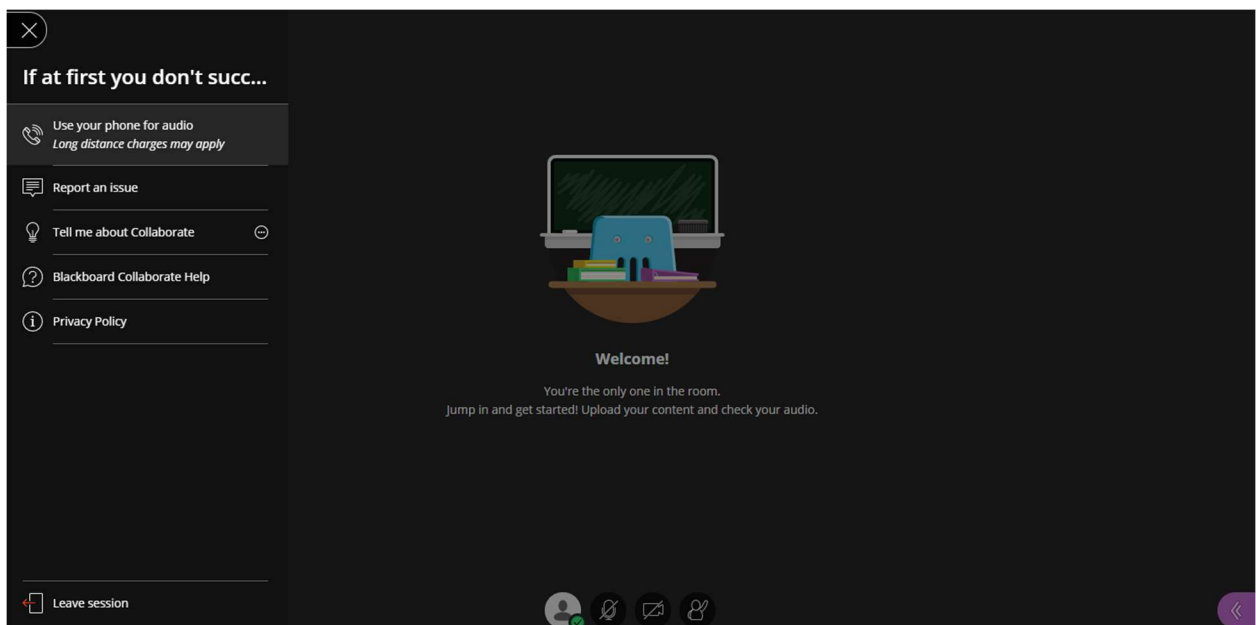 If at first you don't succ...
Use your phone for audio
Long distance charges may apply
Report an issue
Tell me about Collaborate
Blackboard Collaborate Help
Privacy Policy
Leave session
Welcome!
You're the only one in the room.
Jump in and get started! Upload your content and check your audio.